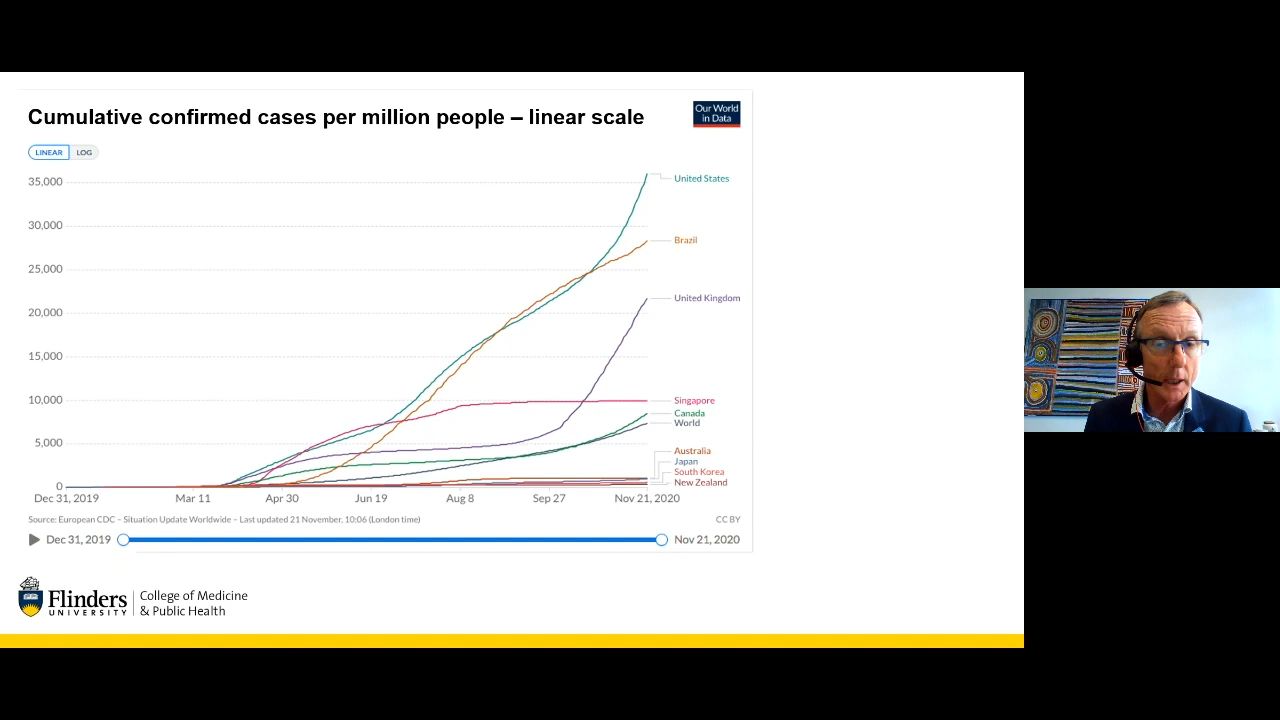 Cumulative confirmed cases per million people – linear scale
Our World
in Data
LINEAR LOG
35,000
30,000
25,000
20,000
15,000
10,000
5,000
0
United States
Brazil
United Kingdom
Singapore
Canada
World
Australia
Japan
South Korea
New Zealand
Dec 31, 2019 Mar 11 Apr 30 Jun 19 Aug 8 Sep 27 Nov 21, 2020
Source: European CDC – Situation Update Worldwide – Last updated 21 November, 10:06 (London time) CC BY
Dec 31, 2019 Nov 21, 2020
Flinders
UNIVERSITY
College of Medicine
& Public Health